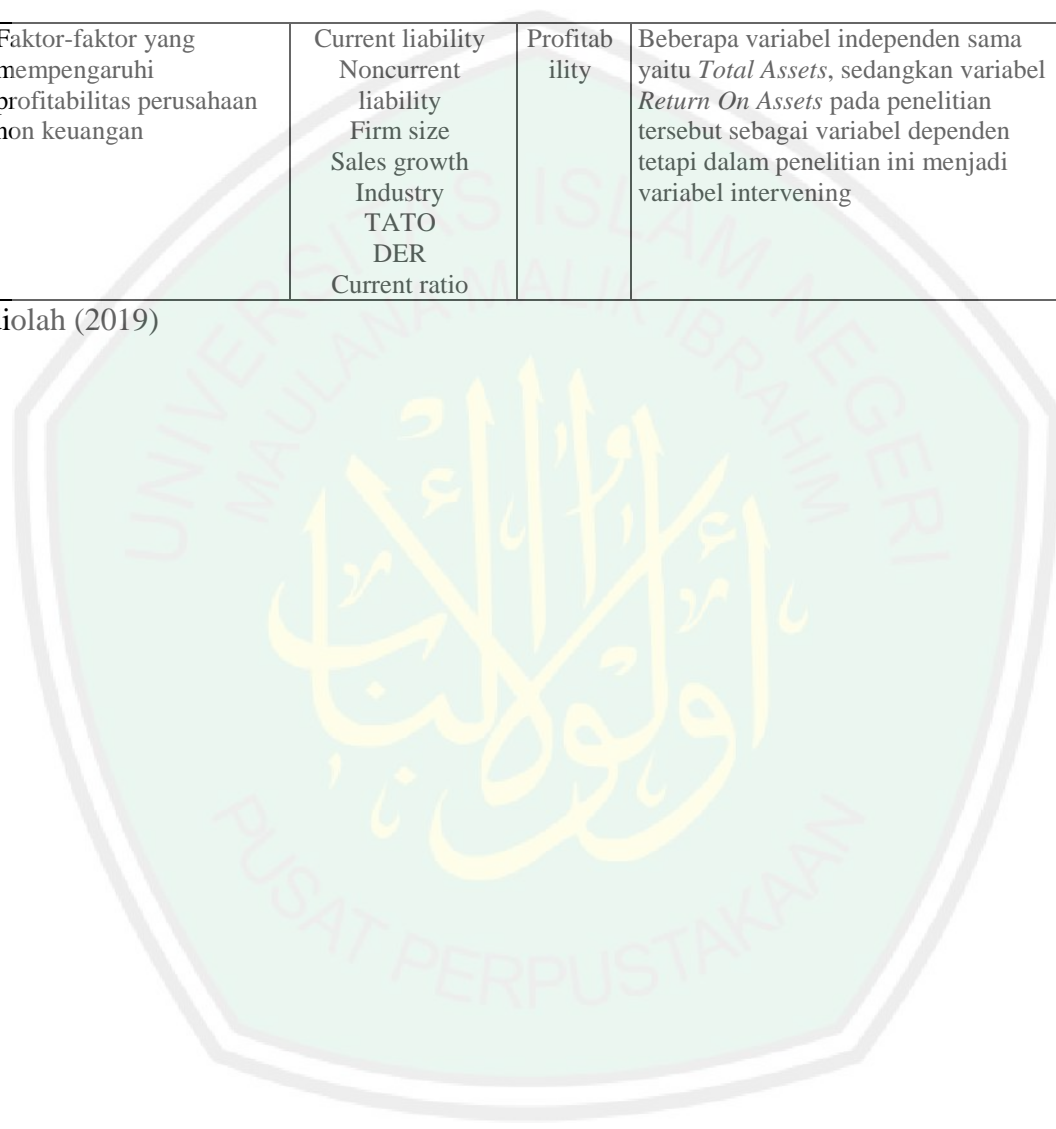 Faktor-faktor yang
mempengaruhi
profitabilitas perusahaan
non keuangan
Current liability
Noncurrent
liability
Firm size
Sales growth
Industry
TATO
DER
Current ratio
Profitab
ility
Beberapa variabel independen sama
yaitu Total Assets, sedangkan variabel
Return On Assets pada penelitian
tersebut sebagai variabel dependen
tetapi dalam penelitian ini menjadi
variabel intervening
diolah (2019)
UNIVERSITAS ISLAM NEGERI
MAULANA MALIK IBRAHIM
أولوا الألباب
PUSAT PERPUSTAKAAN